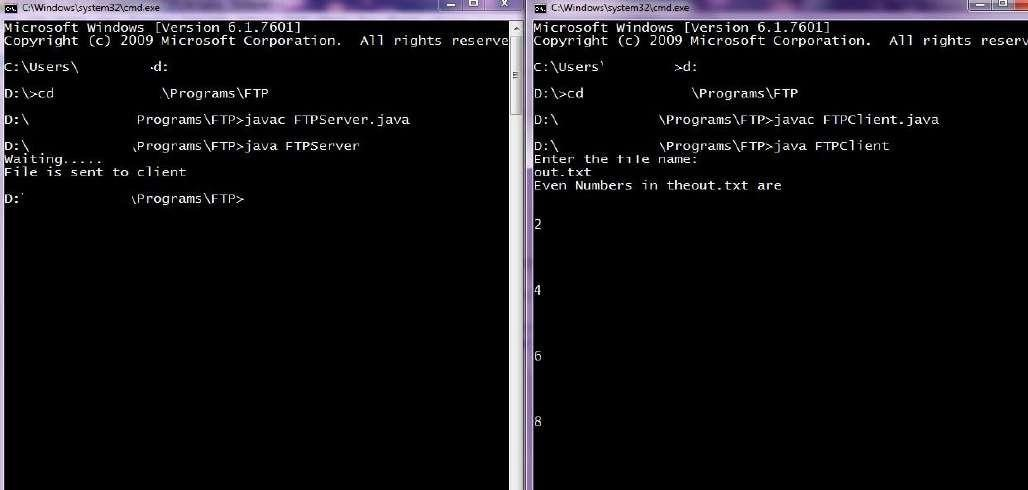 C:\Windows\system32\cmd.exe
Microsoft Windows [Version 6.1.7601]
Copyright (c) 2009 Microsoft Corporation.  All rights reserve
C:\Users\ d:
D:\>cd \Programs\FTP
D:\ Programs\FTP>javac FTPServer.java
D:\ \Programs\FTP>java FTPServer
Waiting.....
File is sent to client
D: \Programs\FTP>
C:\Windows\system32\cmd.exe
Microsoft Windows [Version 6.1.7601]
Copyright (c) 2009 Microsoft Corporation.  All rights reserv
C:\Users >d:
D:\>cd \Programs\FTP
D:\ \Programs\FTP>javac FTPClient.java
D:\ \Programs\FTP>java FTPClient
Enter the file name:
out.txt
Even Numbers in theout.txt are
2
4
6
8